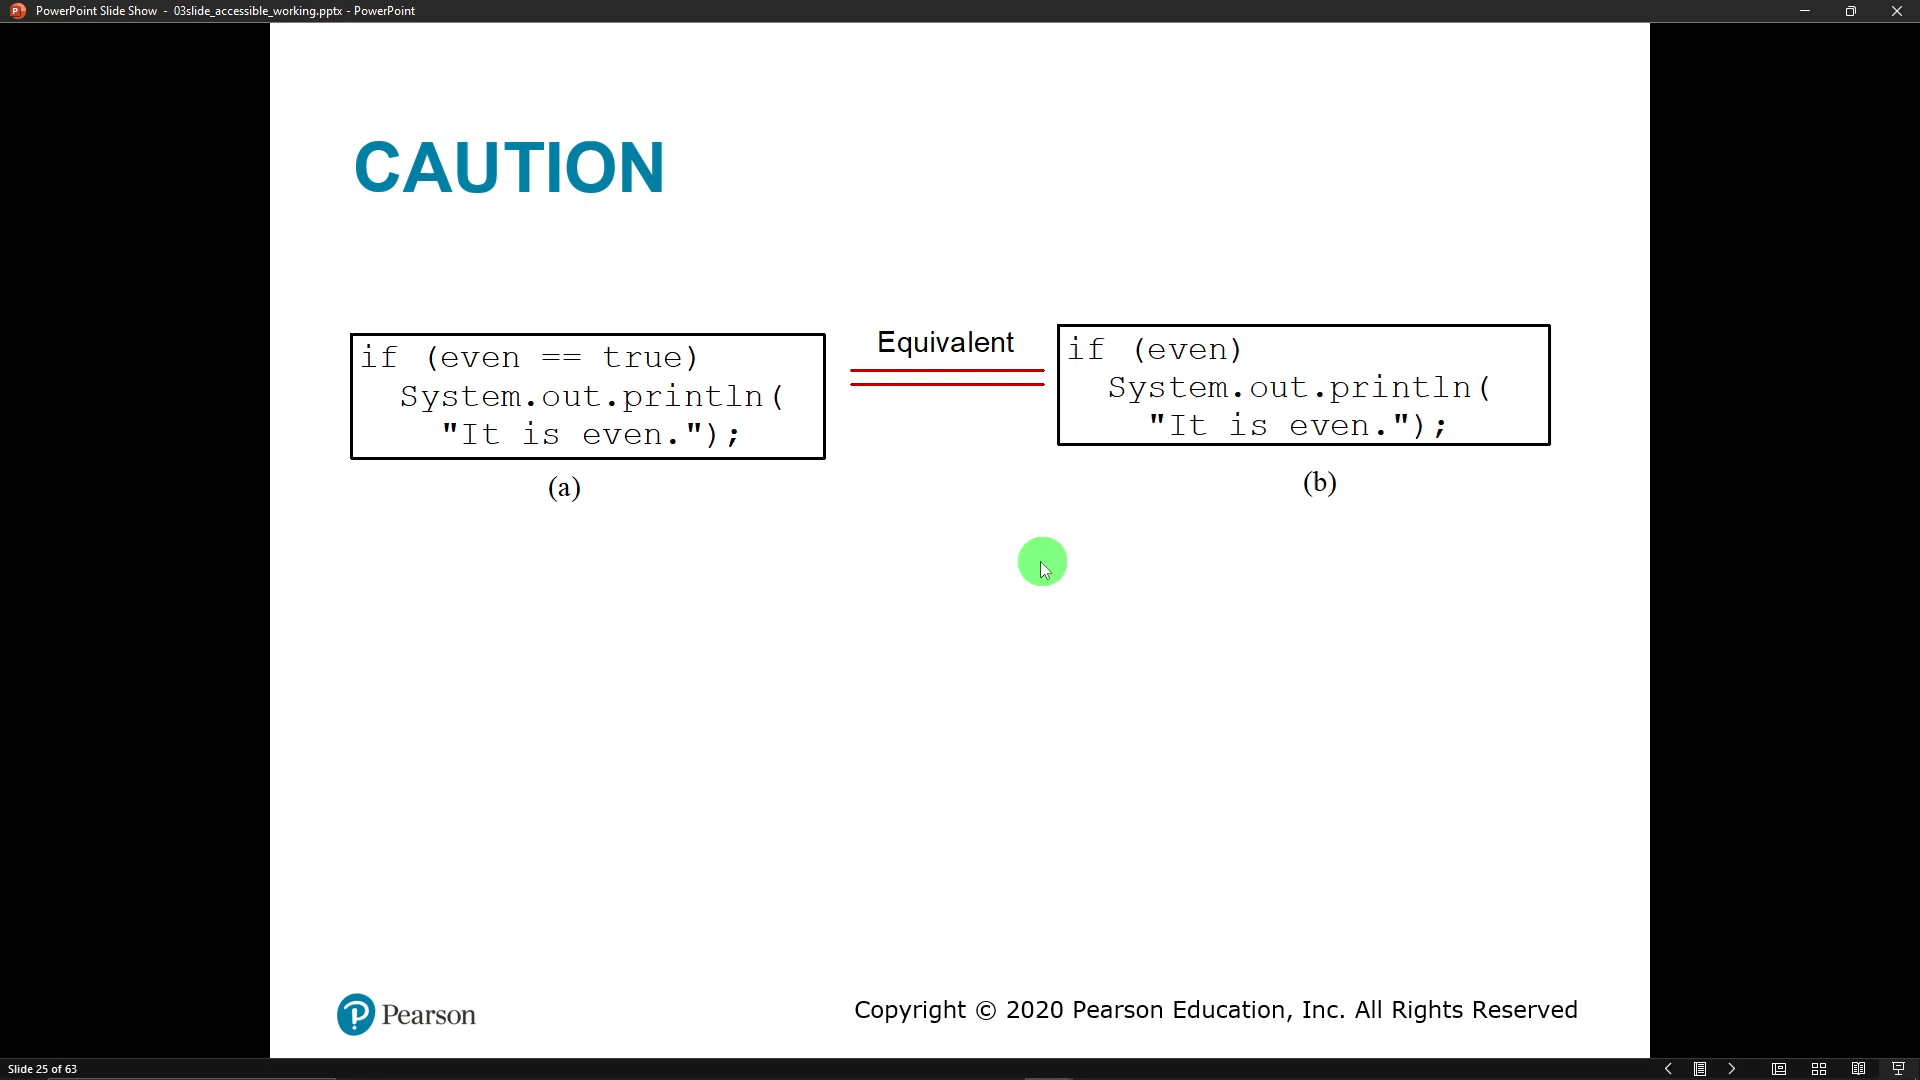 PowerPoint Slide Show - 03slide_accessible_working.pptx - PowerPoint
CAUTION
if (even == true)
System.out.println(
"It is even.");
(a)
Equivalent
if (even)
System.out.println(
"It is even.");
(b)
Pearson
Copyright © 2020 Pearson Education, Inc. All Rights Reserved
Slide 25 of 63